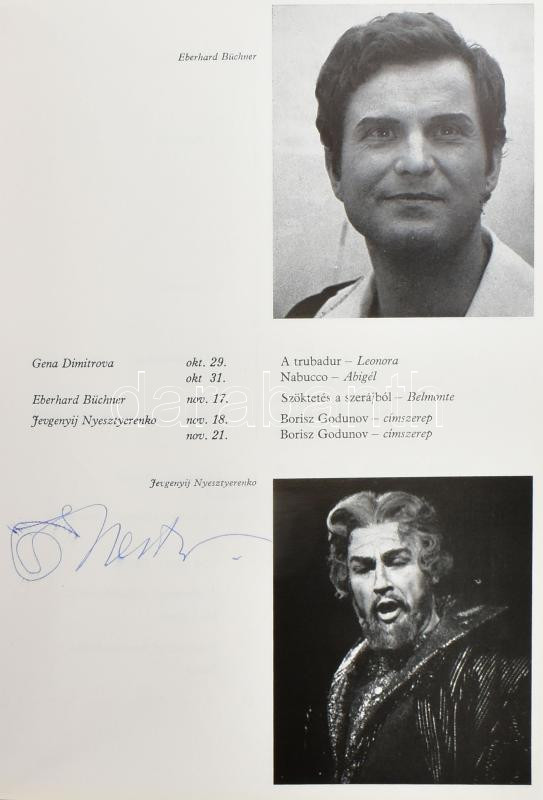 Eberhard Büchner
Gena Dimitrova okt. 29. A trubadur – Leonora
okt 31. Nabucco – Abigél
Eberhard Büchner nov. 17. Szöktetés a szerájból – Belmonte
Jevgenyij Nyesztyerenko nov. 18. Borisz Godunov – címszerep
nov. 21. Borisz Godunov – címszerep
Jevgenyij Nyesztyerenko